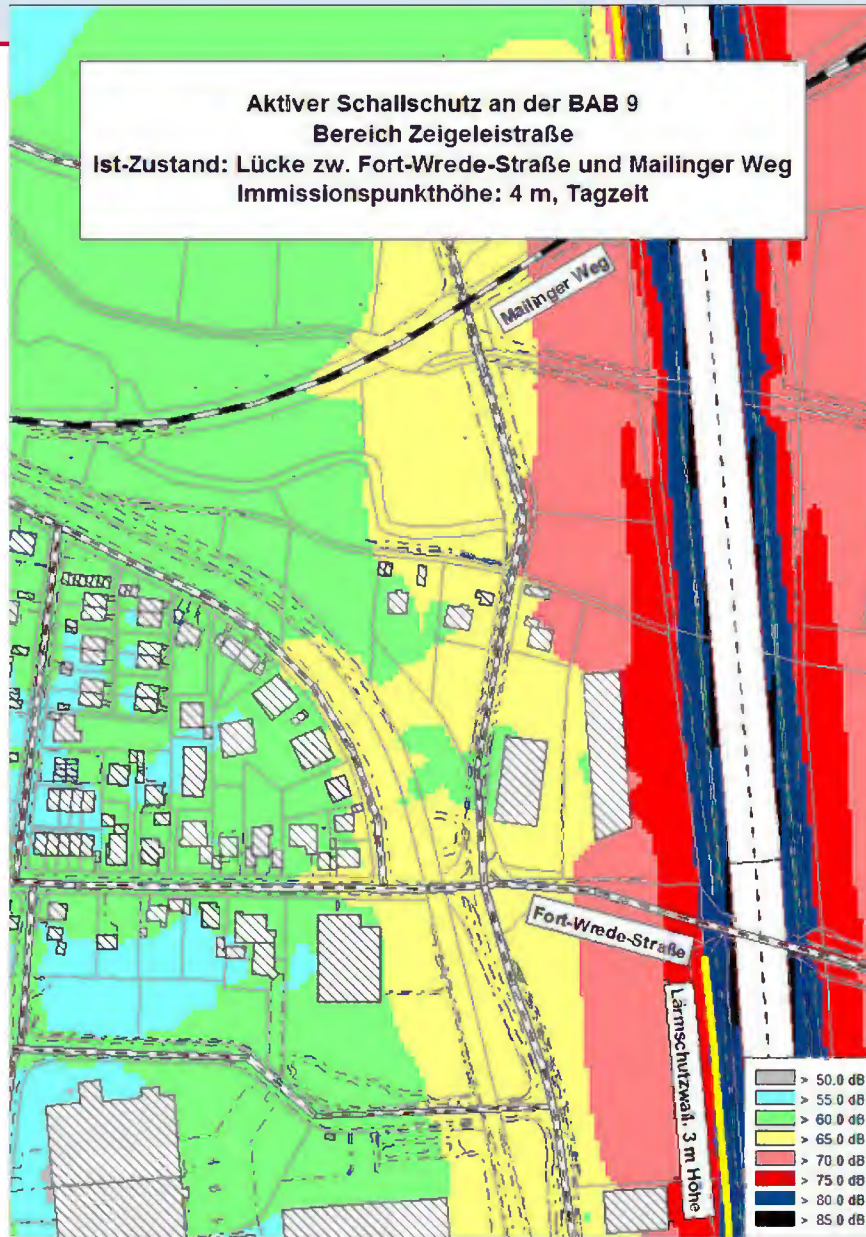 Aktiver Schallschutz an der BAB 9
Bereich Zeigeleistraße
Ist-Zustand: Lücke zw. Fort-Wrede-Straße und Mailinger Weg
Immissionspunkthöhe: 4 m, Tagzeit
Mailinger Weg
Fort-Wrede-Straße
Lärmschutzwall, 3 m Höhe
> 50.0 dB
> 55.0 dB
> 60.0 dB
> 65.0 dB
> 70.0 dB
> 75.0 dB
> 80.0 dB
> 85.0 dB